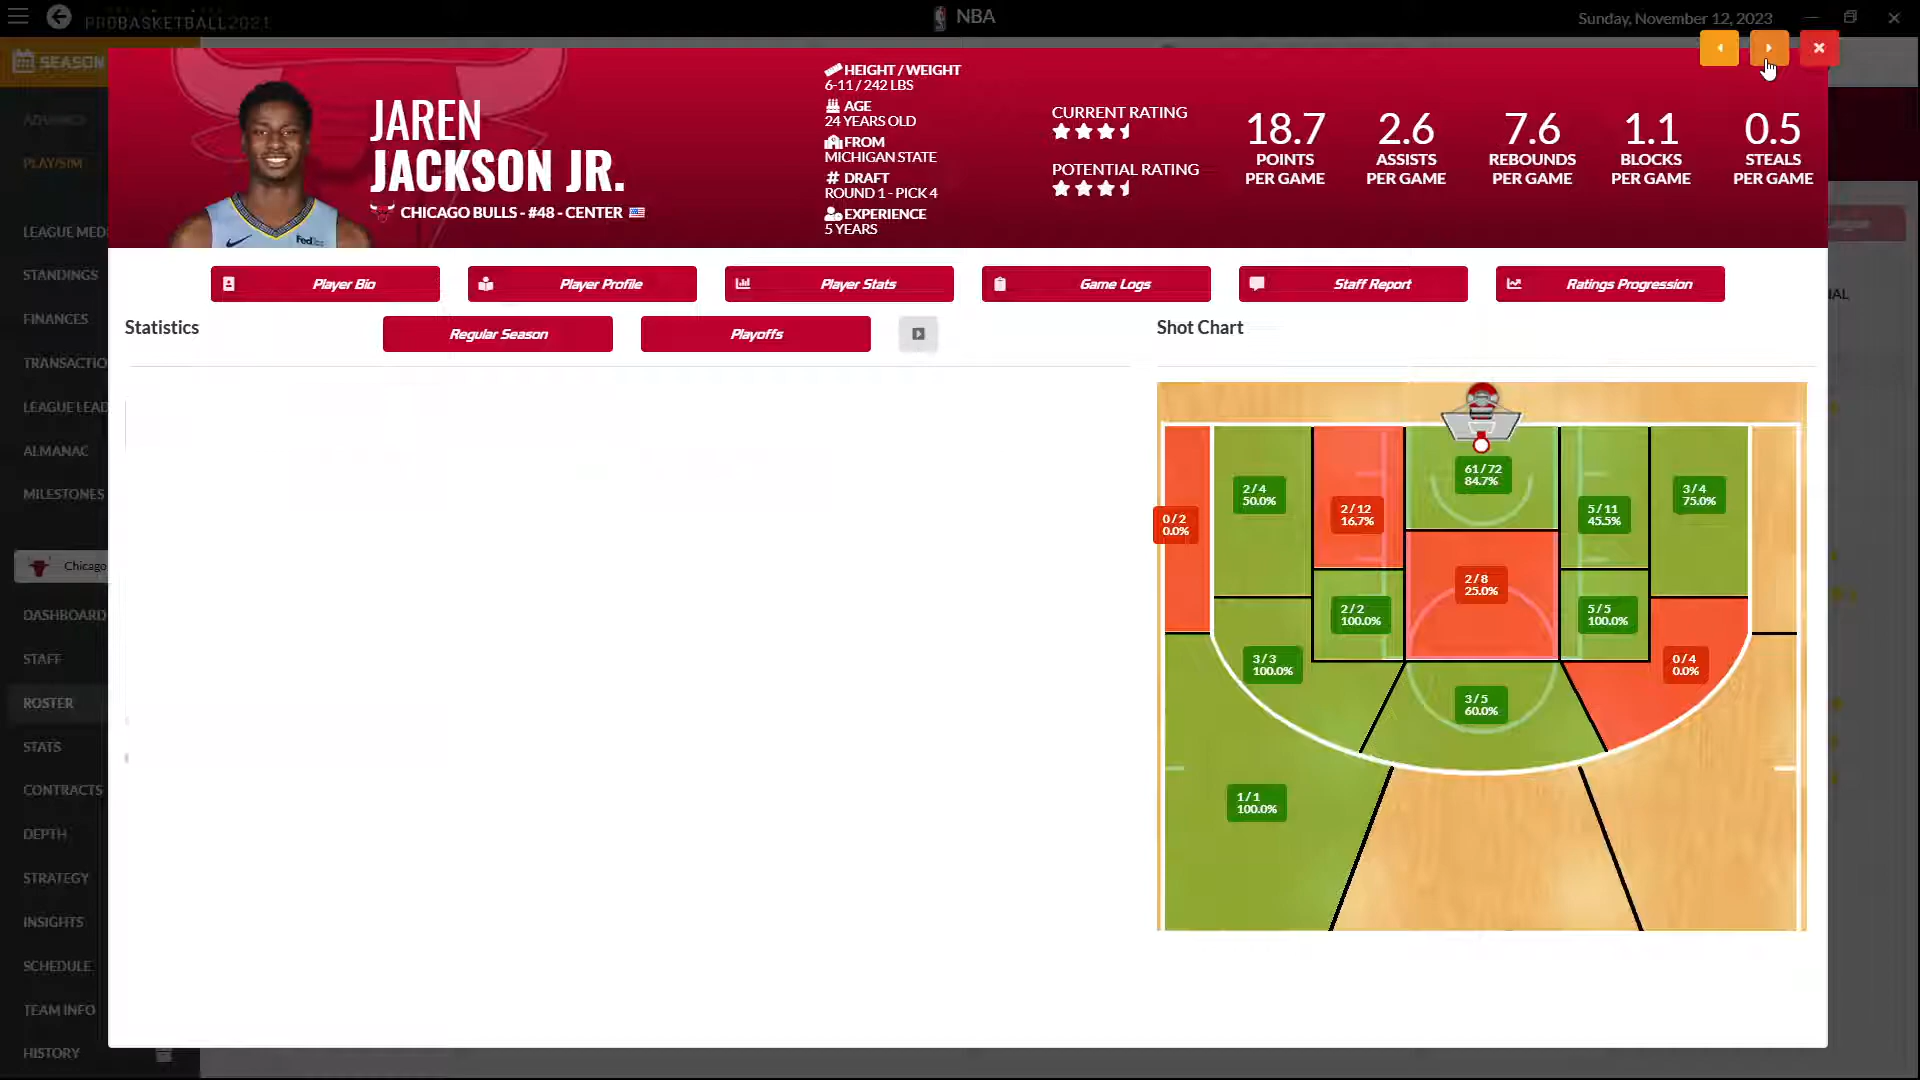 PROBASKETBALL2021
NBA
Sunday, November 12, 2023
SEASON
ADVANCE
PLAY/SIM
LEAGUE MED
STANDINGS
FINANCES
TRANSACTIO
LEAGUE LEAD
ALMANAC
MILESTONES
Chicago
DASHBOARD
STAFF
ROSTER
STATS
CONTRACTS
DEPTH
STRATEGY
INSIGHTS
SCHEDULE
TEAM INFO
HISTORY
JAREN
JACKSON JR.
CHICAGO BULLS - #48 - CENTER
FedEx
HEIGHT / WEIGHT
6-11 / 242 LBS
AGE
24 YEARS OLD
FROM
MICHIGAN STATE
# DRAFT
ROUND 1 - PICK 4
EXPERIENCE
5 YEARS
CURRENT RATING
POTENTIAL RATING
18.7
POINTS
PER GAME
2.6
ASSISTS
PER GAME
7.6
REBOUNDS
PER GAME
1.1
BLOCKS
PER GAME
0.5
STEALS
PER GAME
Player Bio
Player Profile
Player Stats
Game Logs
Staff Report
Ratings Progression
IAL
Statistics
Regular Season
Playoffs
Shot Chart
61 / 72
84.7%
2 / 4
50.0%
3 / 4
75.0%
0 / 2
0.0%
2 / 12
16.7%
5 / 11
45.5%
2 / 8
25.0%
2 / 2
100.0%
5 / 5
100.0%
3 / 3
100.0%
0 / 4
0.0%
3 / 5
60.0%
1 / 1
100.0%